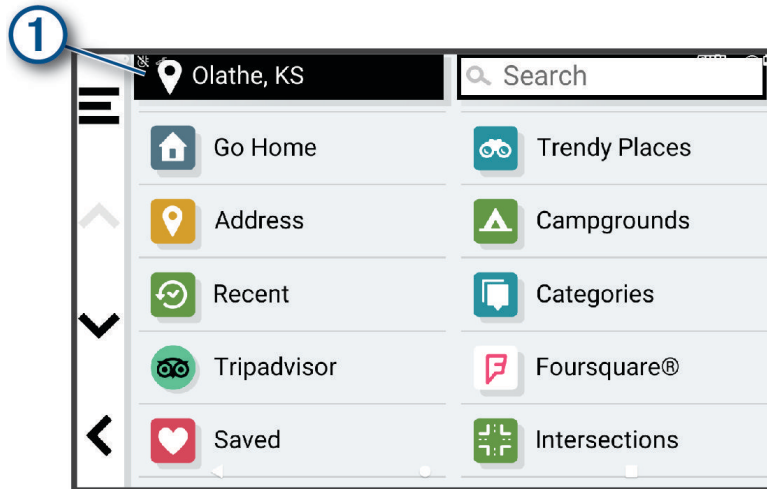 1
Olathe, KS
Search
Go Home
Trendy Places
Address
Campgrounds
Recent
Categories
Tripadvisor
Foursquare®
Saved
Intersections